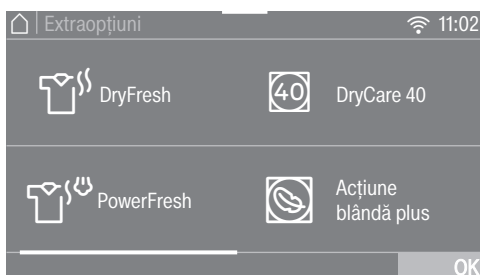 Extraopțiuni 11:02
DryFresh
40 DryCare 40
PowerFresh
Acțiune
blândă plus
OK